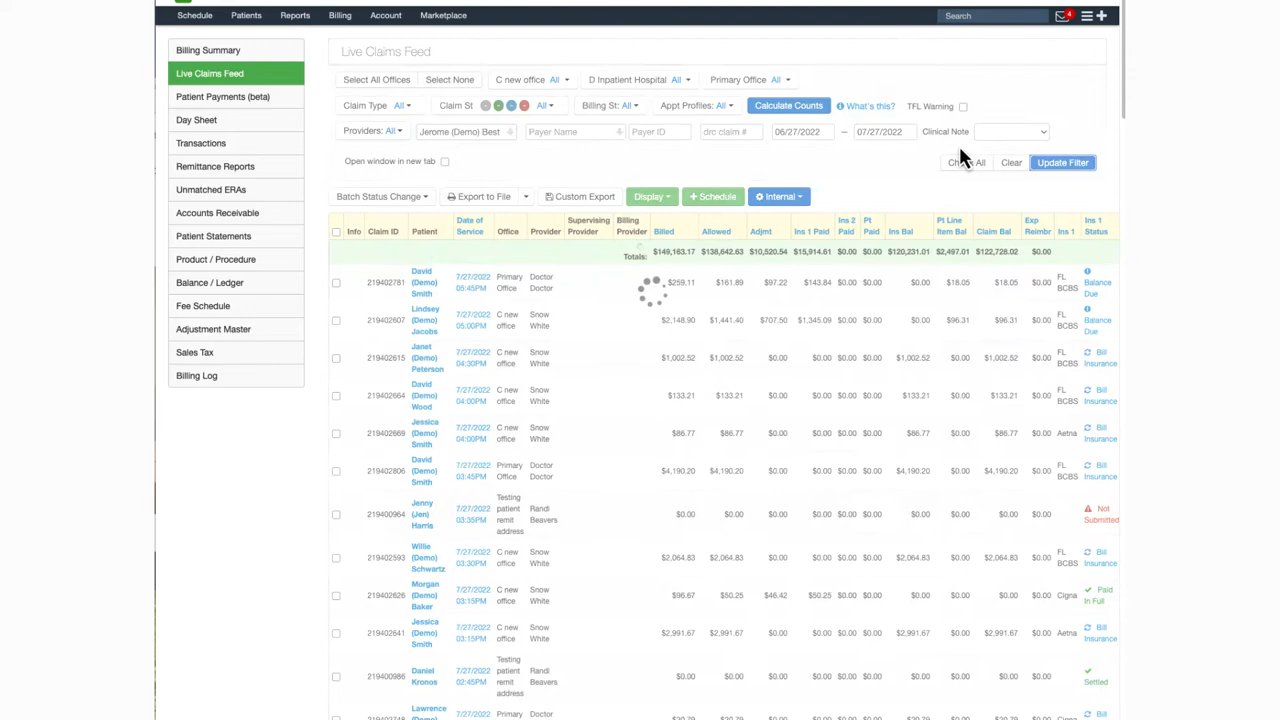 Schedule Patients Reports Billing Account Marketplace Search 4
Billing Summary
Live Claims Feed
Patient Payments (beta)
Day Sheet
Transactions
Remittance Reports
Unmatched ERAs
Accounts Receivable
Patient Statements
Product / Procedure
Balance / Ledger
Fee Schedule
Adjustment Master
Sales Tax
Billing Log
Live Claims Feed
Select All Offices Select None C new office All D Inpatient Hospital All Primary Office All
Claim Type All Claim St All Billing St: All Appt Profiles: All Calculate Counts What's this? TFL Warning
Providers: All Jerome (Demo) Best Payer Name Payer ID drc claim # 06/27/2022 — 07/27/2022 Clinical Note
Open window in new tab All Clear Update Filter
Batch Status Change Export to File Custom Export Display + Schedule Internal
Info Claim ID Patient Date of Service Office Provider Supervising Provider Billing Provider Billed Allowed Adjmt Ins 1 Paid Ins 2 Paid Pt Paid Ins Bal Pt Line Item Bal Claim Bal Exp Reimbr Ins 1 Ins 1 Status
Totals: $149,163.17 $138,642.63 $10,520.54 $15,914.61 $0.00 $0.00 $120,231.01 $2,497.01 $122,728.02 $0.00
219402781 David (Demo) Smith 7/27/2022 05:45PM Primary Office Doctor Doctor $259.11 $161.89 $97.22 $143.84 $0.00 $0.00 $0.00 $18.05 $18.05 $0.00 FL BCBS Balance Due
219402607 Lindsey (Demo) Jacobs 7/27/2022 05:00PM C new office Snow White $2,148.90 $1,441.40 $707.50 $1,345.09 $0.00 $0.00 $0.00 $96.31 $96.31 $0.00 FL BCBS Balance Due
219402615 Janet (Demo) Peterson 7/27/2022 04:30PM C new office Snow White $1,002.52 $1,002.52 $0.00 $0.00 $0.00 $0.00 $1,002.52 $0.00 $1,002.52 $0.00 FL BCBS Bill Insurance
219402664 David (Demo) Wood 7/27/2022 04:00PM C new office Snow White $133.21 $133.21 $0.00 $0.00 $0.00 $0.00 $133.21 $0.00 $133.21 $0.00 FL BCBS Bill Insurance
219402669 Jessica (Demo) Smith 7/27/2022 04:00PM C new office Snow White $86.77 $86.77 $0.00 $0.00 $0.00 $0.00 $86.77 $0.00 $86.77 $0.00 Aetna Bill Insurance
219402806 David (Demo) Smith 7/27/2022 03:45PM Primary Office Doctor Doctor $4,190.20 $4,190.20 $0.00 $0.00 $0.00 $0.00 $4,190.20 $0.00 $4,190.20 $0.00 FL BCBS Bill Insurance
219400964 Jenny (Jen) Harris 7/27/2022 03:35PM Testing patient remit address Randi Beavers $0.00 $0.00 $0.00 $0.00 $0.00 $0.00 $0.00 $0.00 $0.00 $0.00 Not Submitted
219402593 Willie (Demo) Schwartz 7/27/2022 03:30PM C new office Snow White $2,064.83 $2,064.83 $0.00 $0.00 $0.00 $0.00 $2,064.83 $0.00 $2,064.83 $0.00 FL BCBS Bill Insurance
219402626 Morgan (Demo) Baker 7/27/2022 03:15PM C new office Snow White $96.67 $50.25 $46.42 $50.25 $0.00 $0.00 $0.00 $0.00 $0.00 $0.00 Cigna Paid In Full
219402641 Jessica (Demo) Smith 7/27/2022 03:15PM C new office Snow White $2,991.67 $2,991.67 $0.00 $0.00 $0.00 $0.00 $2,991.67 $0.00 $2,991.67 $0.00 Aetna Bill Insurance
219400986 Daniel Kronos 7/27/2022 02:45PM Testing patient remit address Randi Beavers $0.00 $0.00 $0.00 $0.00 $0.00 $0.00 $0.00 $0.00 $0.00 $0.00 Settled
Lawrence 7/27/2022 Primary Doctor Bill